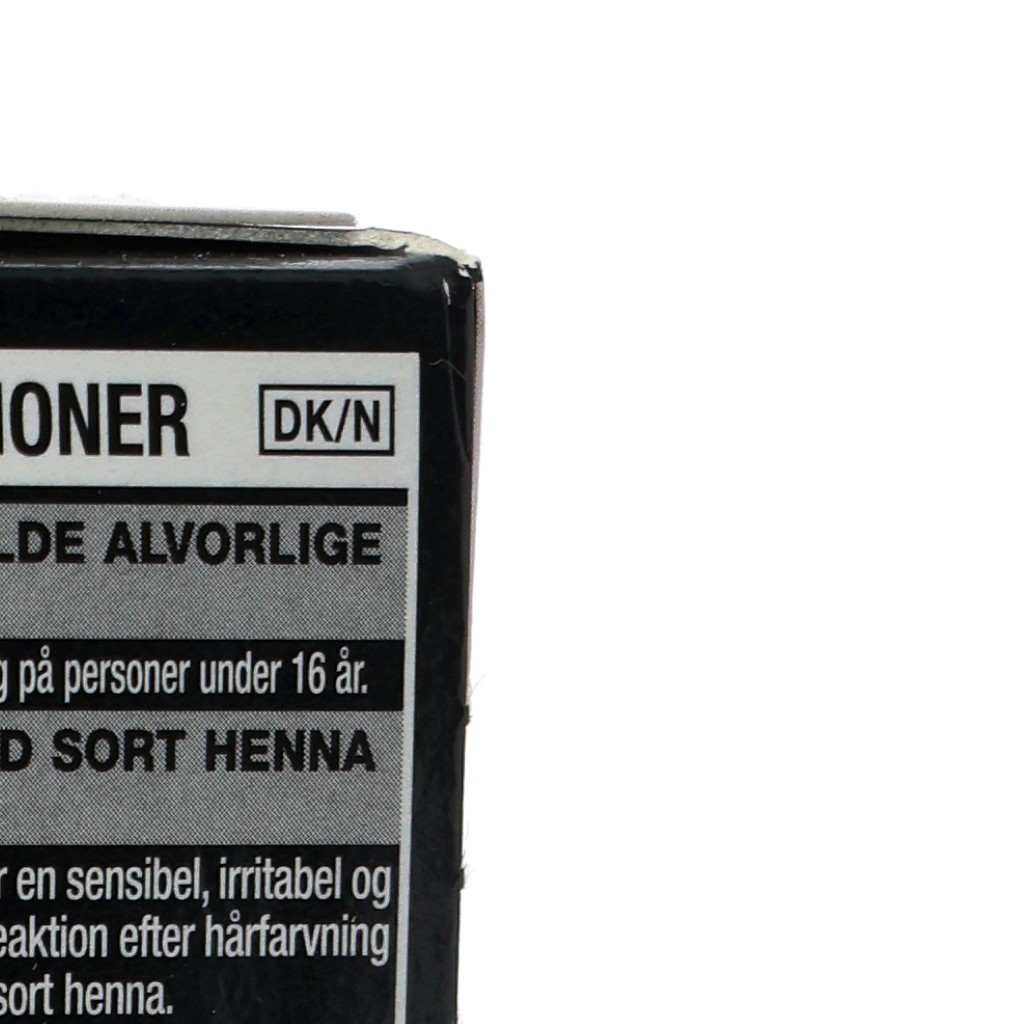 IONER DK/N
LDE ALVORLIGE
g på personer under 16 år.
D SORT HENNA
r en sensibel, irritabel og
eaktion efter hårfarvning
sort henna.